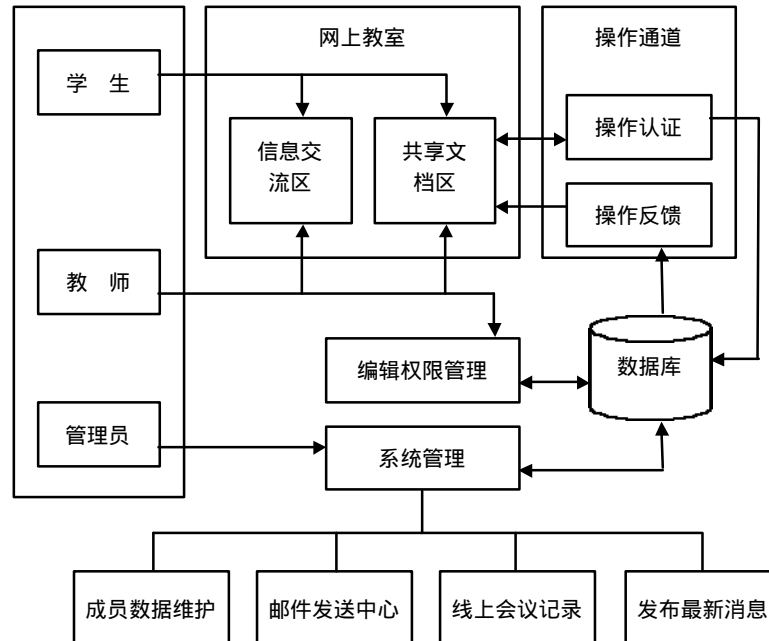 网上教室
操作通道
学 生
信息交
流区
共享文
档区
操作认证
操作反馈
教 师
编辑权限管理
数据库
管理员
系统管理
成员数据维护
邮件发送中心
线上会议记录
发布最新消息